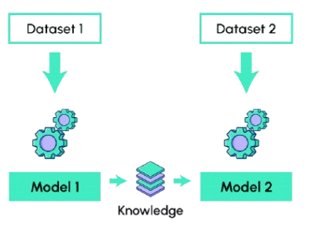 Dataset 1
Dataset 2
Model 1
Model 2
Knowledge